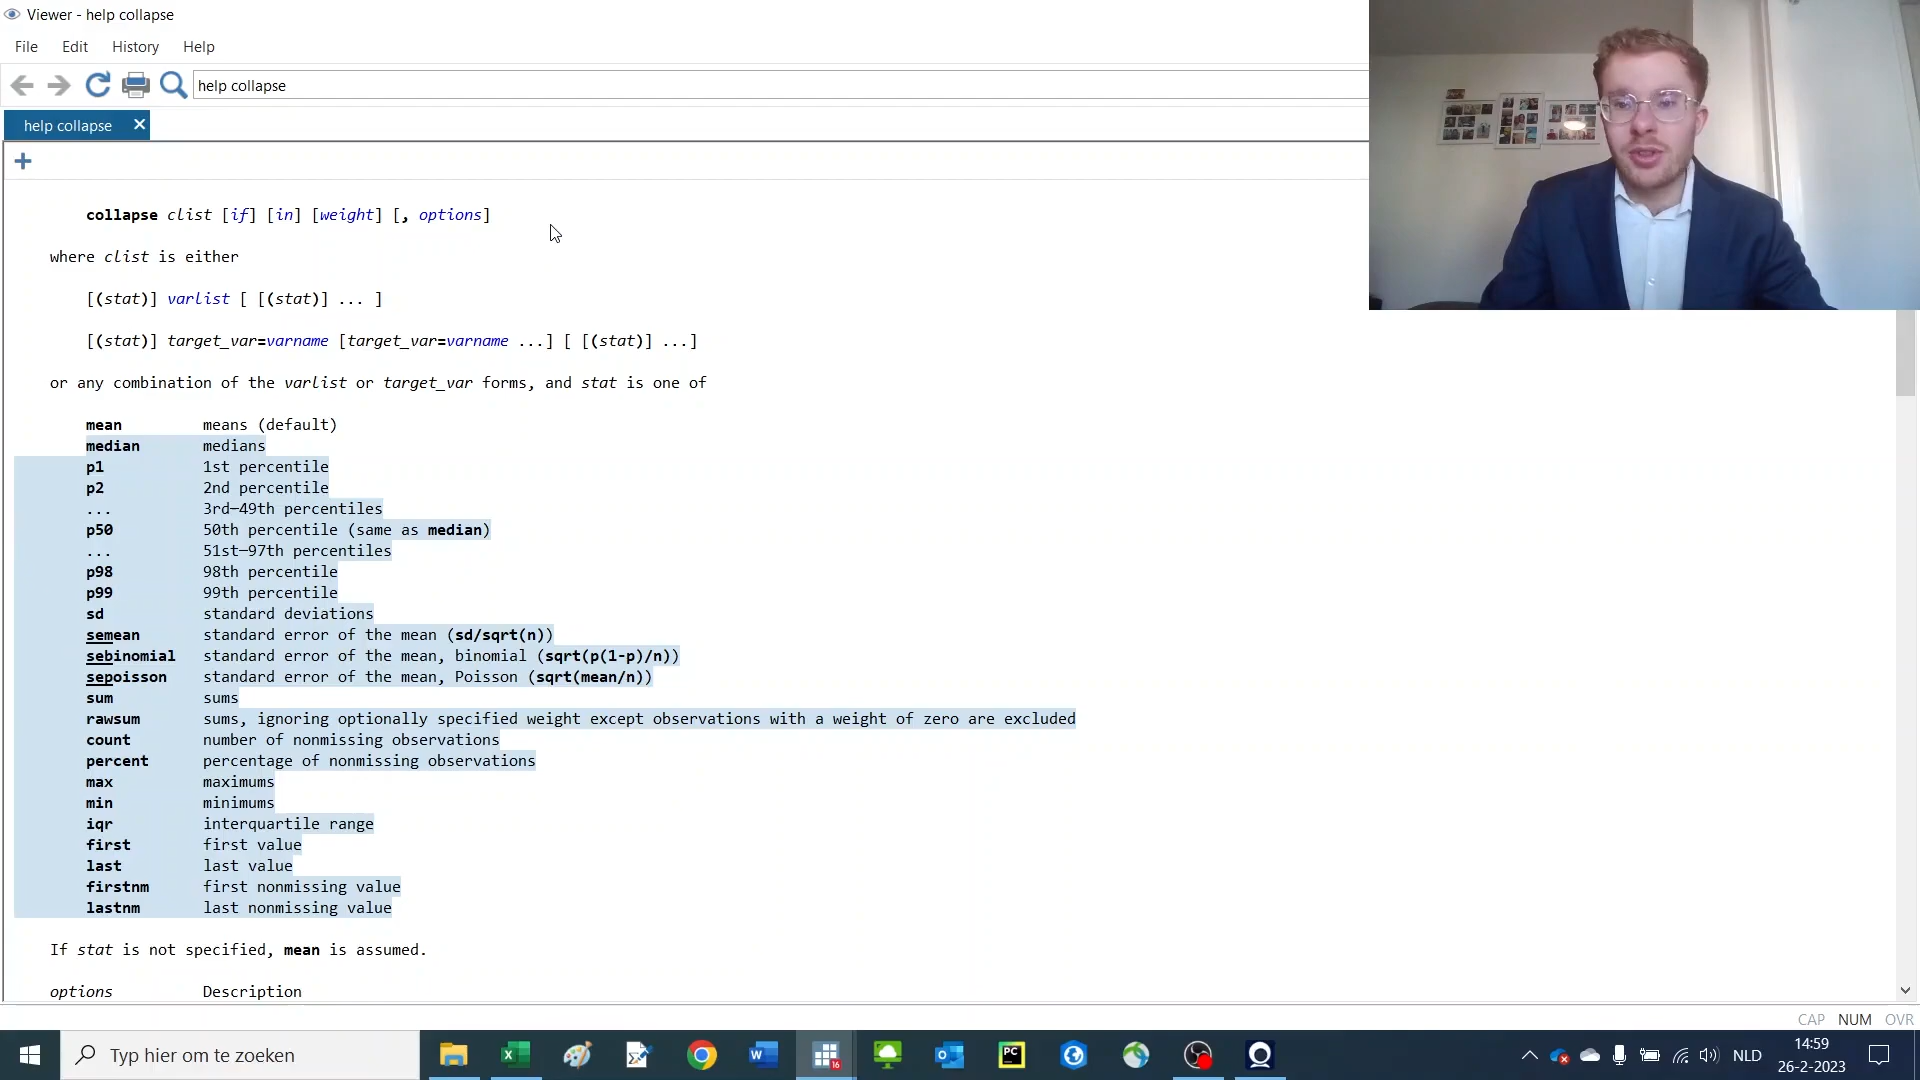 Viewer - help collapse
File Edit History Help
help collapse
help collapse
collapse clist [if] [in] [weight] [, options]
where clist is either
[(stat)] varlist [ [(stat)] ... ]
[(stat)] target_var=varname [target_var=varname ...] [ [(stat)] ...]
or any combination of the varlist or target_var forms, and stat is one of
mean means (default)
median medians
p1 1st percentile
p2 2nd percentile
... 3rd–49th percentiles
p50 50th percentile (same as median)
... 51st–97th percentiles
p98 98th percentile
p99 99th percentile
sd standard deviations
semean standard error of the mean (sd/sqrt(n))
sebinomial standard error of the mean, binomial (sqrt(p(1-p)/n))
sepoisson standard error of the mean, Poisson (sqrt(mean/n))
sum sums
rawsum sums, ignoring optionally specified weight except observations with a weight of zero are excluded
count number of nonmissing observations
percent percentage of nonmissing observations
max maximums
min minimums
iqr interquartile range
first first value
last last value
firstnm first nonmissing value
lastnm last nonmissing value
If stat is not specified, mean is assumed.
options Description
CAP NUM OVR
Typ hier om te zoeken
16
PC
NLD
14:59
26-2-2023